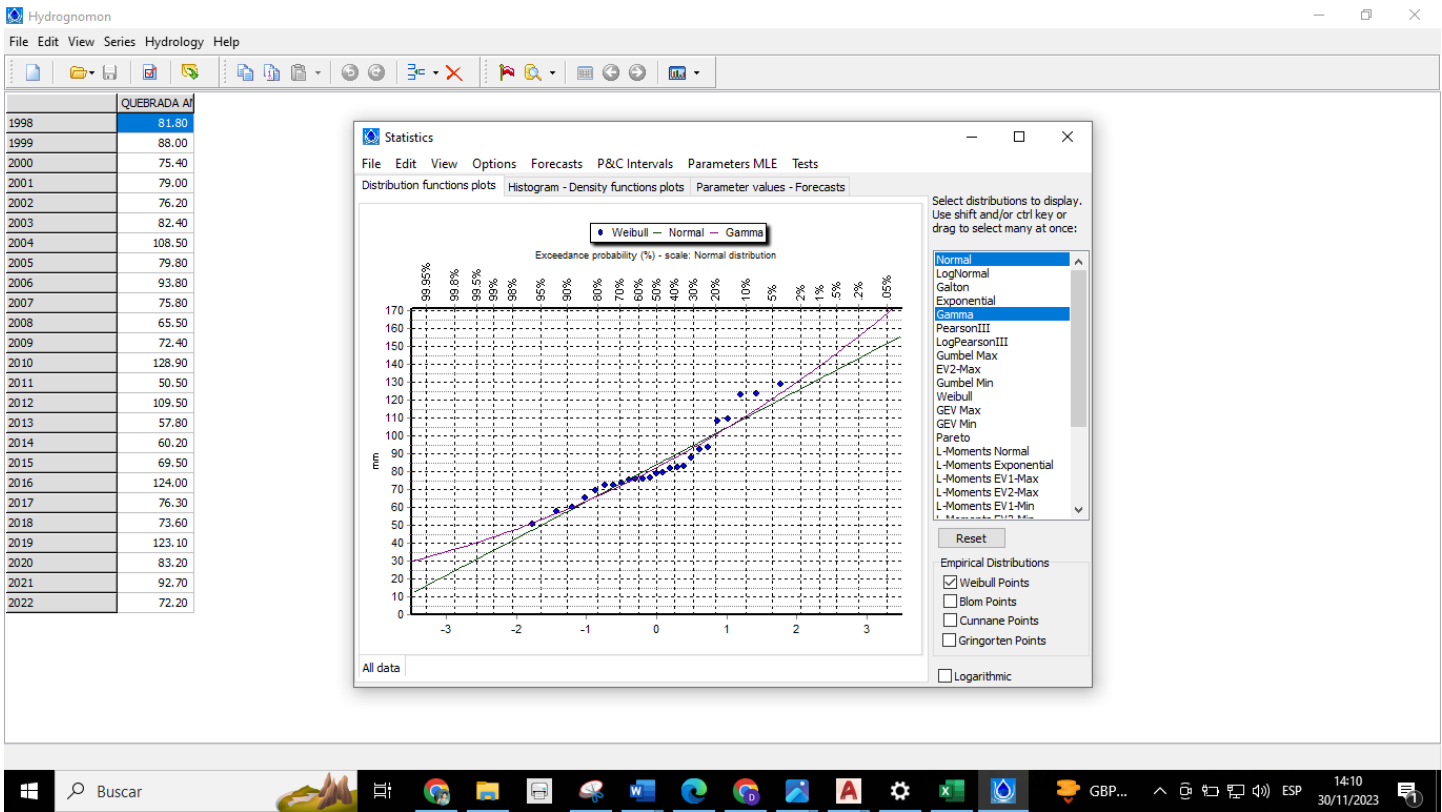 Hydrognomon
File Edit View Series Hydrology Help
QUEBRADA AN
1998 81.80
1999 88.00
2000 75.40
2001 79.00
2002 76.20
2003 82.40
2004 108.50
2005 79.80
2006 93.80
2007 75.80
2008 65.50
2009 72.40
2010 128.90
2011 50.50
2012 109.50
2013 57.80
2014 60.20
2015 69.50
2016 124.00
2017 76.30
2018 73.60
2019 123.10
2020 83.20
2021 92.70
2022 72.20
Statistics
File Edit View Options Forecasts P&C Intervals Parameters MLE Tests
Distribution functions plots Histogram - Density functions plots Parameter values - Forecasts
Weibull Normal Gamma
Exceedance probability (%) - scale: Normal distribution
99.95% 99.8% 99.5% 99% 98% 95% 90% 80% 70% 60% 50% 40% 30% 20% 10% 5% 2% 1% .5% .2% .05%
170
160
150
140
130
120
110
100
90
80
70
60
50
40
30
20
10
0
mm
-3 -2 -1 0 1 2 3
All data
Select distributions to display.
Use shift and/or ctrl key or
drag to select many at once:
Normal
LogNormal
Galton
Exponential
Gamma
PearsonIII
LogPearsonIII
Gumbel Max
EV2-Max
Gumbel Min
Weibull
GEV Max
GEV Min
Pareto
L-Moments Normal
L-Moments Exponential
L-Moments EV1-Max
L-Moments EV2-Max
L-Moments EV1-Min
Reset
Empirical Distributions
Weibull Points
Blom Points
Cunnane Points
Gringorten Points
Logarithmic
Buscar
GBP...
ESP
14:10
30/11/2023